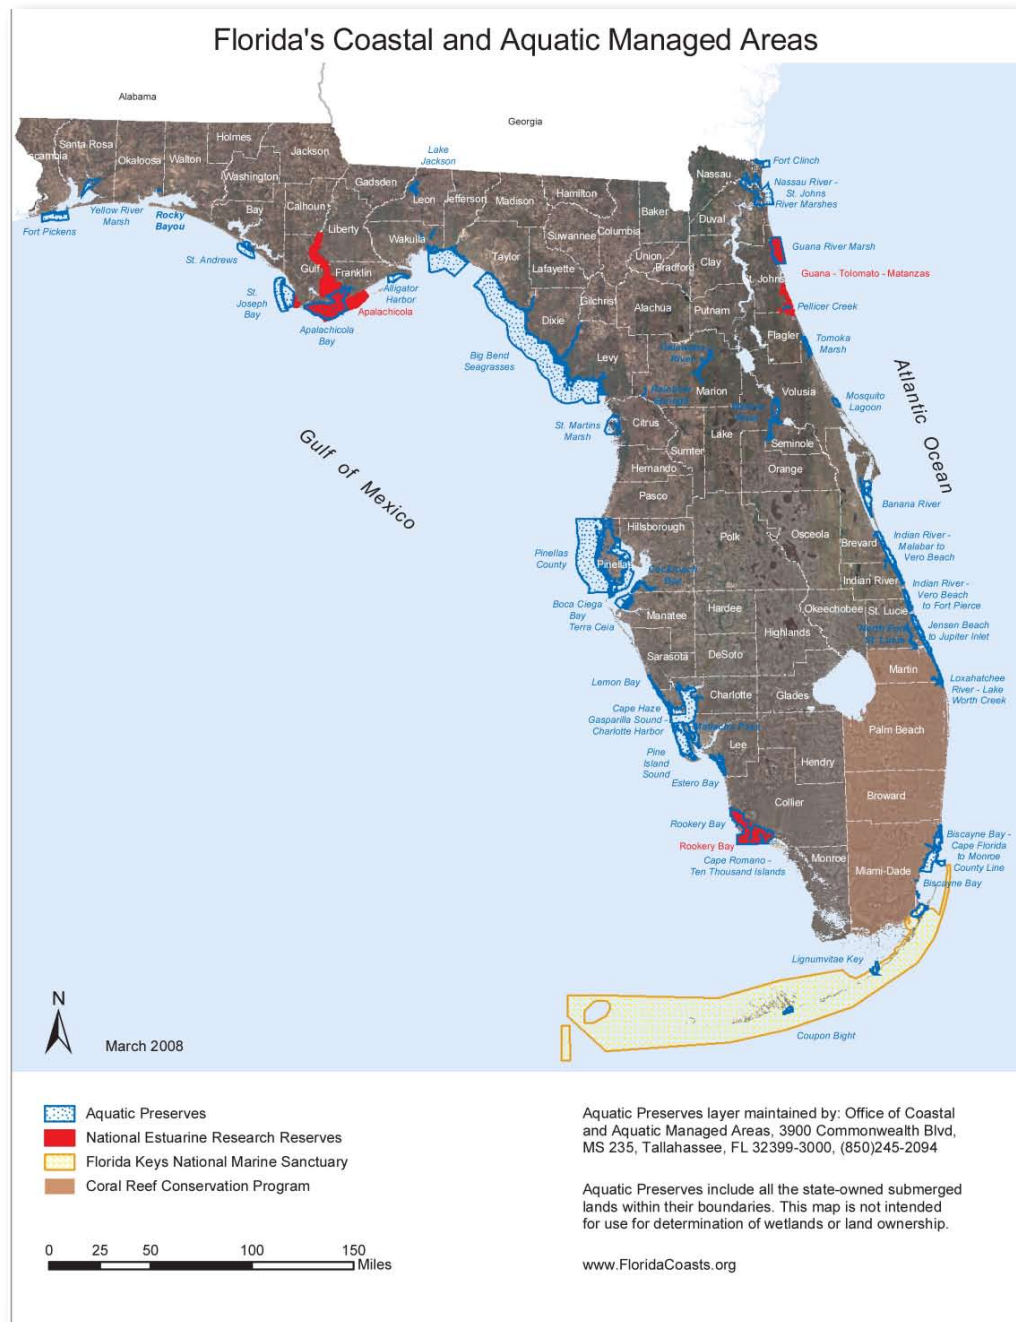 Florida's Coastal and Aquatic Managed Areas
Alabama
Georgia
Holmes
Santa Rosa
Okaloosa
Walton
Jackson
Washington
Bay
Calhoun
Gadsden
Lake
Jackson
Leon
Jefferson
Madison
Hamilton
Liberty
Wakulla
Taylor
Suwannee
Columbia
Baker
Nassau
Duval
Fort Clinch
Nassau River -
St. Johns
River Marshes
Fort Pickens
Yellow River
Marsh
Rocky
Bayou
St. Andrews
Gulf
Franklin
St.
Joseph
Bay
Alligator
Harbor
Apalachicola
Apalachicola
Bay
Lafayette
Union
Bradford
Clay
St. Johns
Guana River Marsh
Guana - Tolomato - Matanzas
Pellicer Creek
Gilchrist
Alachua
Putnam
Dixie
Flagler
Tomoka
Marsh
Big Bend
Seagrasses
Levy
River
Marion
Volusia
Mosquito
Lagoon
Atlantic Ocean
Gulf of Mexico
St. Martins
Marsh
Citrus
Lake
Sumter
Seminole
Hernando
Orange
Pasco
Banana River
Hillsborough
Polk
Osceola
Brevard
Indian River -
Malabar to
Vero Beach
Pinellas
County
Pinellas
Indian River
Indian River -
Vero Beach
to Fort Pierce
Boca Ciega
Bay
Terra Ceia
Manatee
Hardee
Okeechobee
St. Lucie
Highlands
Jensen Beach
to Jupiter Inlet
Sarasota
DeSoto
Martin
Lemon Bay
Charlotte
Glades
Loxahatchee
River - Lake
Worth Creek
Cape Haze
Gasparilla Sound -
Charlotte Harbor
Palm Beach
Pine
Island
Sound
Lee
Hendry
Estero Bay
Collier
Broward
Rookery Bay
Rookery Bay
Cape Romano -
Ten Thousand Islands
Monroe
Miami-Dade
Biscayne Bay -
Cape Florida
to Monroe
County Line
Biscayne Bay
Lignumvitae Key
Coupon Bight
N
March 2008
Aquatic Preserves
National Estuarine Research Reserves
Florida Keys National Marine Sanctuary
Coral Reef Conservation Program
0 25 50 100 150
Miles
Aquatic Preserves layer maintained by: Office of Coastal
and Aquatic Managed Areas, 3900 Commonwealth Blvd,
MS 235, Tallahassee, FL 32399-3000, (850)245-2094
Aquatic Preserves include all the state-owned submerged
lands within their boundaries. This map is not intended
for use for determination of wetlands or land ownership.
www.FloridaCoasts.org